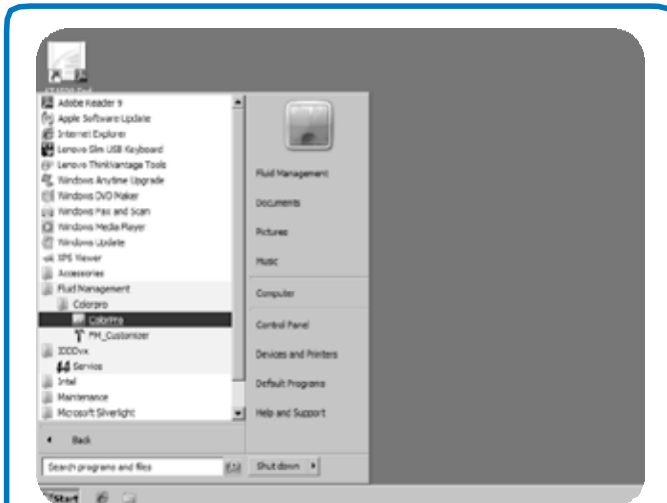 Adobe Reader 9
Apple Software Update
Internet Explorer
Lenovo Slim USB Keyboard
Lenovo ThinkVantage Tools
Windows Anytime Upgrade
Windows DVD Maker
Windows Fax and Scan
Windows Media Player
Windows Update
XPS Viewer
Accessories
Fluid Management
Colorpro
ColorPro
FM_Customizer
IDDDvx
Service
Intel
Maintenance
Microsoft Silverlight
Back
Search programs and files
Fluid Management
Documents
Pictures
Music
Computer
Control Panel
Devices and Printers
Default Programs
Help and Support
Shut down
Start